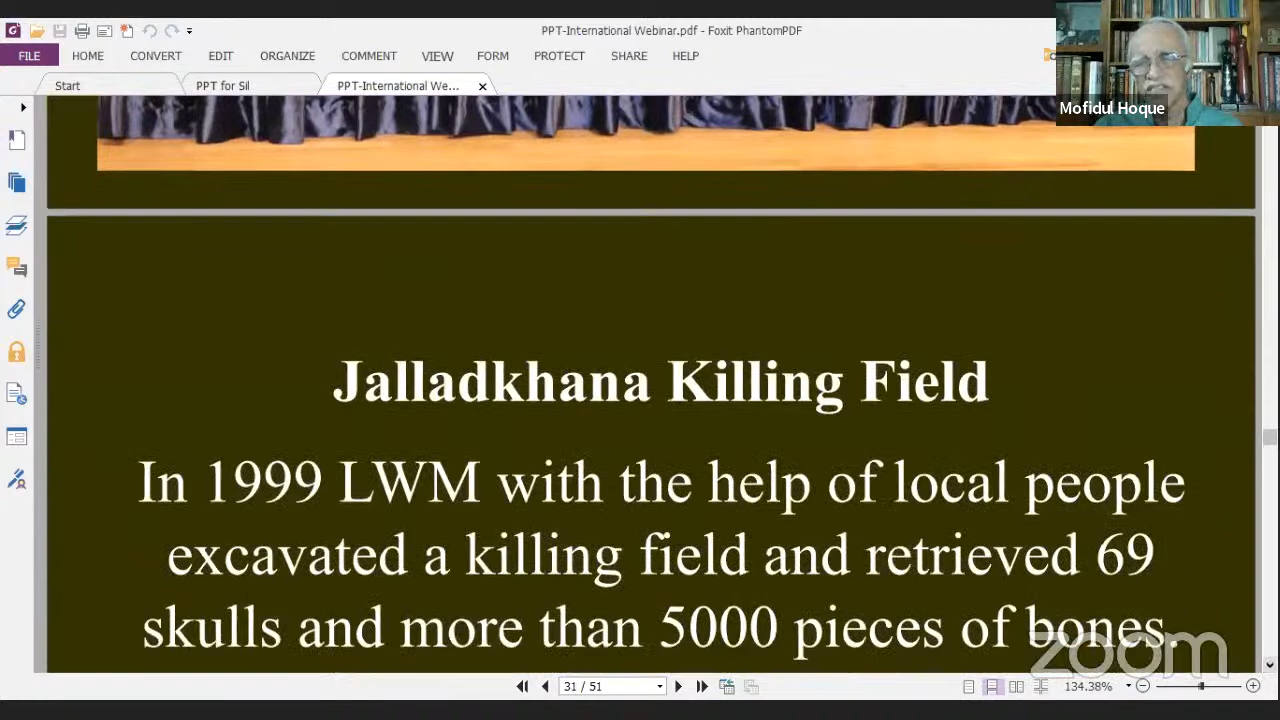 PPT-International Webinar.pdf - Foxit PhantomPDF
FILE HOME CONVERT EDIT ORGANIZE COMMENT VIEW FORM PROTECT SHARE HELP
Start PPT for Sil PPT-International We...
Mofidul Hoque
Jalladkhana Killing Field
In 1999 LWM with the help of local people
excavated a killing field and retrieved 69
skulls and more than 5000 pieces of bones.
zoom
31 / 51
134.38%